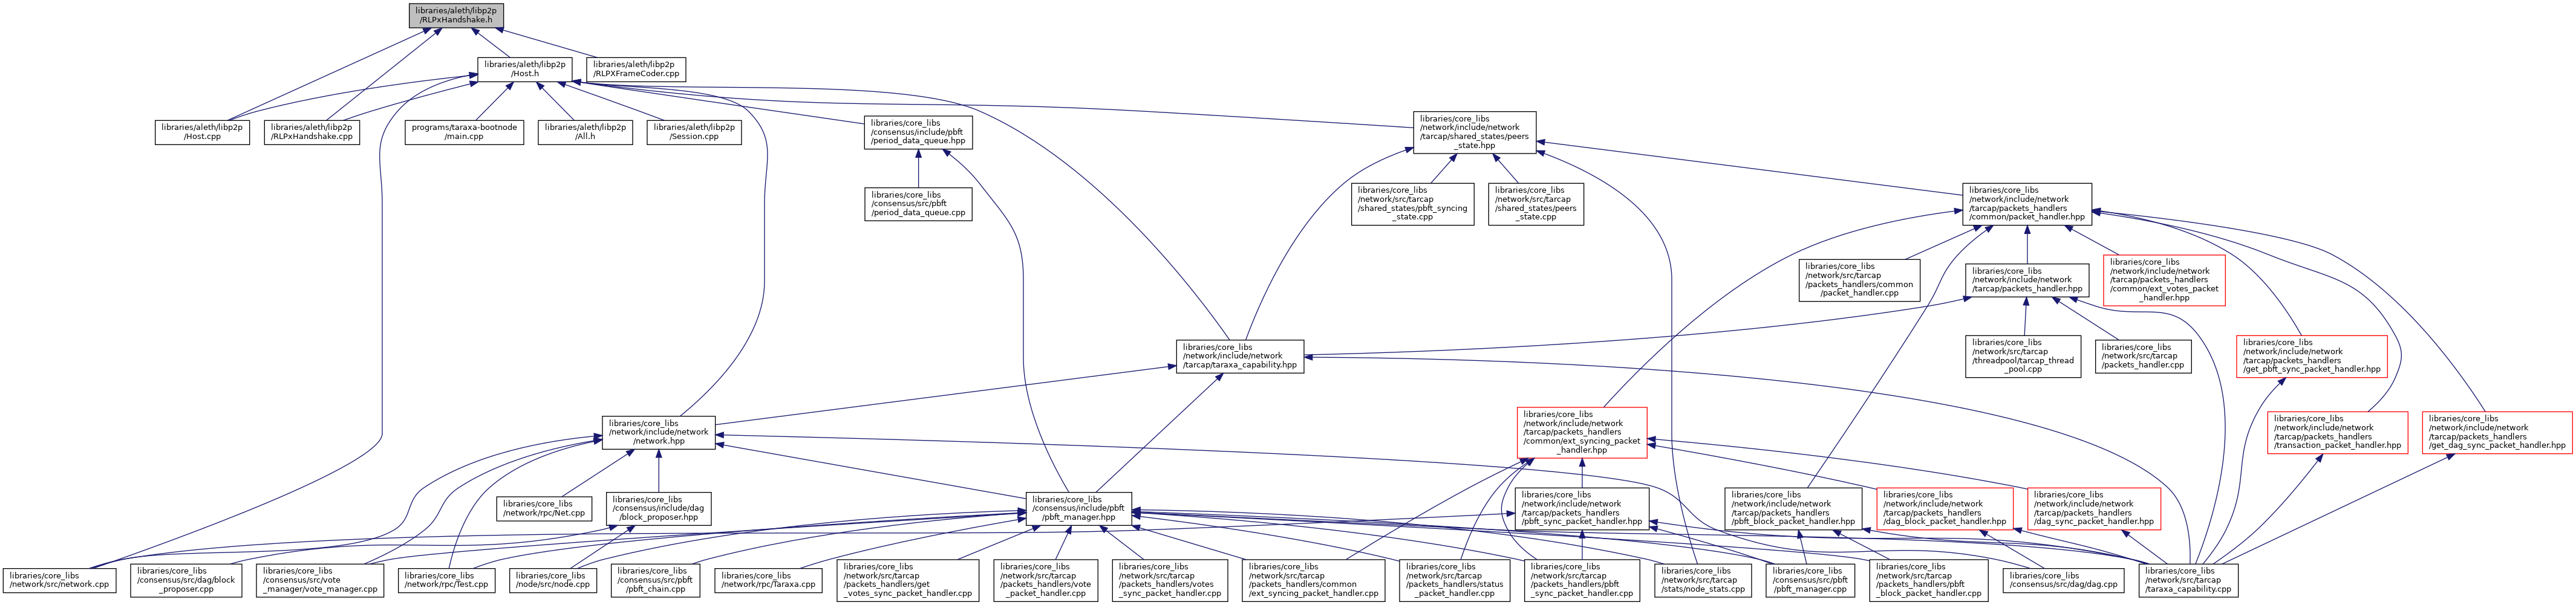 libraries/aleth/libp2p
/RLPxHandshake.h
libraries/aleth/libp2p
/Host.h
libraries/aleth/libp2p
/RLPXFrameCoder.cpp
libraries/aleth/libp2p
/Host.cpp
libraries/aleth/libp2p
/RLPxHandshake.cpp
programs/taraxa-bootnode
/main.cpp
libraries/aleth/libp2p
/All.h
libraries/aleth/libp2p
/Session.cpp
libraries/core_libs
/consensus/include/pbft
/period_data_queue.hpp
libraries/core_libs
/network/include/network
/tarcap/shared_states/peers
_state.hpp
libraries/core_libs
/consensus/src/pbft
/period_data_queue.cpp
libraries/core_libs
/network/src/tarcap
/shared_states/pbft_syncing
_state.cpp
libraries/core_libs
/network/src/tarcap
/shared_states/peers
_state.cpp
libraries/core_libs
/network/include/network
/tarcap/packets_handlers
/common/packet_handler.hpp
libraries/core_libs
/network/src/tarcap
/packets_handlers/common
/packet_handler.cpp
libraries/core_libs
/network/include/network
/tarcap/packets_handler.hpp
libraries/core_libs
/network/include/network
/tarcap/packets_handlers
/common/ext_votes_packet
_handler.hpp
libraries/core_libs
/network/include/network
/tarcap/taraxa_capability.hpp
libraries/core_libs
/network/src/tarcap
/threadpool/tarcap_thread
_pool.cpp
libraries/core_libs
/network/src/tarcap
/packets_handler.cpp
libraries/core_libs
/network/include/network
/tarcap/packets_handlers
/get_pbft_sync_packet_handler.hpp
libraries/core_libs
/network/include/network
/network.hpp
libraries/core_libs
/network/include/network
/tarcap/packets_handlers
/common/ext_syncing_packet
_handler.hpp
libraries/core_libs
/network/include/network
/tarcap/packets_handlers
/transaction_packet_handler.hpp
libraries/core_libs
/network/include/network
/tarcap/packets_handlers
/get_dag_sync_packet_handler.hpp
libraries/core_libs
/network/rpc/Net.cpp
libraries/core_libs
/consensus/include/dag
/block_proposer.hpp
libraries/core_libs
/consensus/include/pbft
/pbft_manager.hpp
libraries/core_libs
/network/include/network
/tarcap/packets_handlers
/pbft_sync_packet_handler.hpp
libraries/core_libs
/network/include/network
/tarcap/packets_handlers
/pbft_block_packet_handler.hpp
libraries/core_libs
/network/include/network
/tarcap/packets_handlers
/dag_block_packet_handler.hpp
libraries/core_libs
/network/include/network
/tarcap/packets_handlers
/dag_sync_packet_handler.hpp
libraries/core_libs
/network/src/network.cpp
libraries/core_libs
/consensus/src/dag/block
_proposer.cpp
libraries/core_libs
/consensus/src/vote
_manager/vote_manager.cpp
libraries/core_libs
/network/rpc/Test.cpp
libraries/core_libs
/node/src/node.cpp
libraries/core_libs
/consensus/src/pbft
/pbft_chain.cpp
libraries/core_libs
/network/rpc/Taraxa.cpp
libraries/core_libs
/network/src/tarcap
/packets_handlers/get
_votes_sync_packet_handler.cpp
libraries/core_libs
/network/src/tarcap
/packets_handlers/vote
_packet_handler.cpp
libraries/core_libs
/network/src/tarcap
/packets_handlers/votes
_sync_packet_handler.cpp
libraries/core_libs
/network/src/tarcap
/packets_handlers/common
/ext_syncing_packet_handler.cpp
libraries/core_libs
/network/src/tarcap
/packets_handlers/status
_packet_handler.cpp
libraries/core_libs
/network/src/tarcap
/packets_handlers/pbft
_sync_packet_handler.cpp
libraries/core_libs
/network/src/tarcap
/stats/node_stats.cpp
libraries/core_libs
/consensus/src/pbft
/pbft_manager.cpp
libraries/core_libs
/network/src/tarcap
/packets_handlers/pbft
_block_packet_handler.cpp
libraries/core_libs
/consensus/src/dag/dag.cpp
libraries/core_libs
/network/src/tarcap
/taraxa_capability.cpp